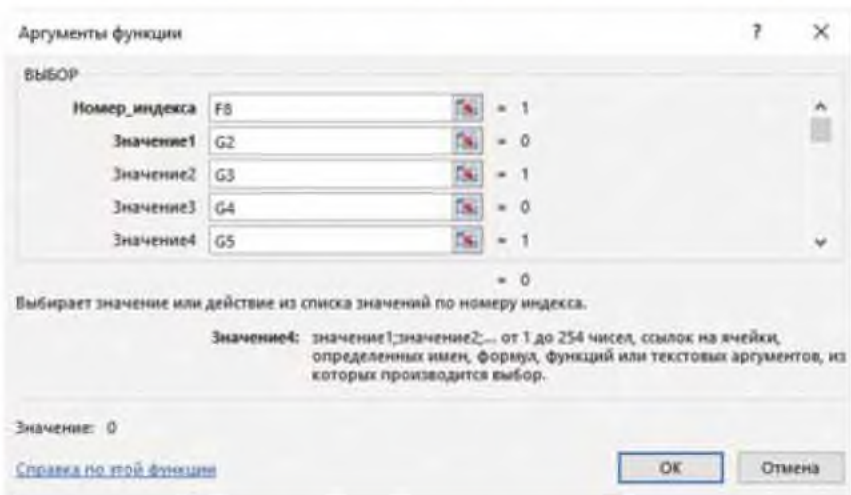 Аргументы функции ? ×
ВЫБОР
Номер_индекса F8 = 1
Значение1 G2 = 0
Значение2 G3 = 1
Значение3 G4 = 0
Значение4 G5 = 1
= 0
Выбирает значение или действие из списка значений по номеру индекса.
Значение4: значение1;значение2;... от 1 до 254 чисел, ссылок на ячейки,
определенных имен, формул, функций или текстовых аргументов, из
которых производится выбор.
Значение: 0
Справка по этой функции ОК Отмена